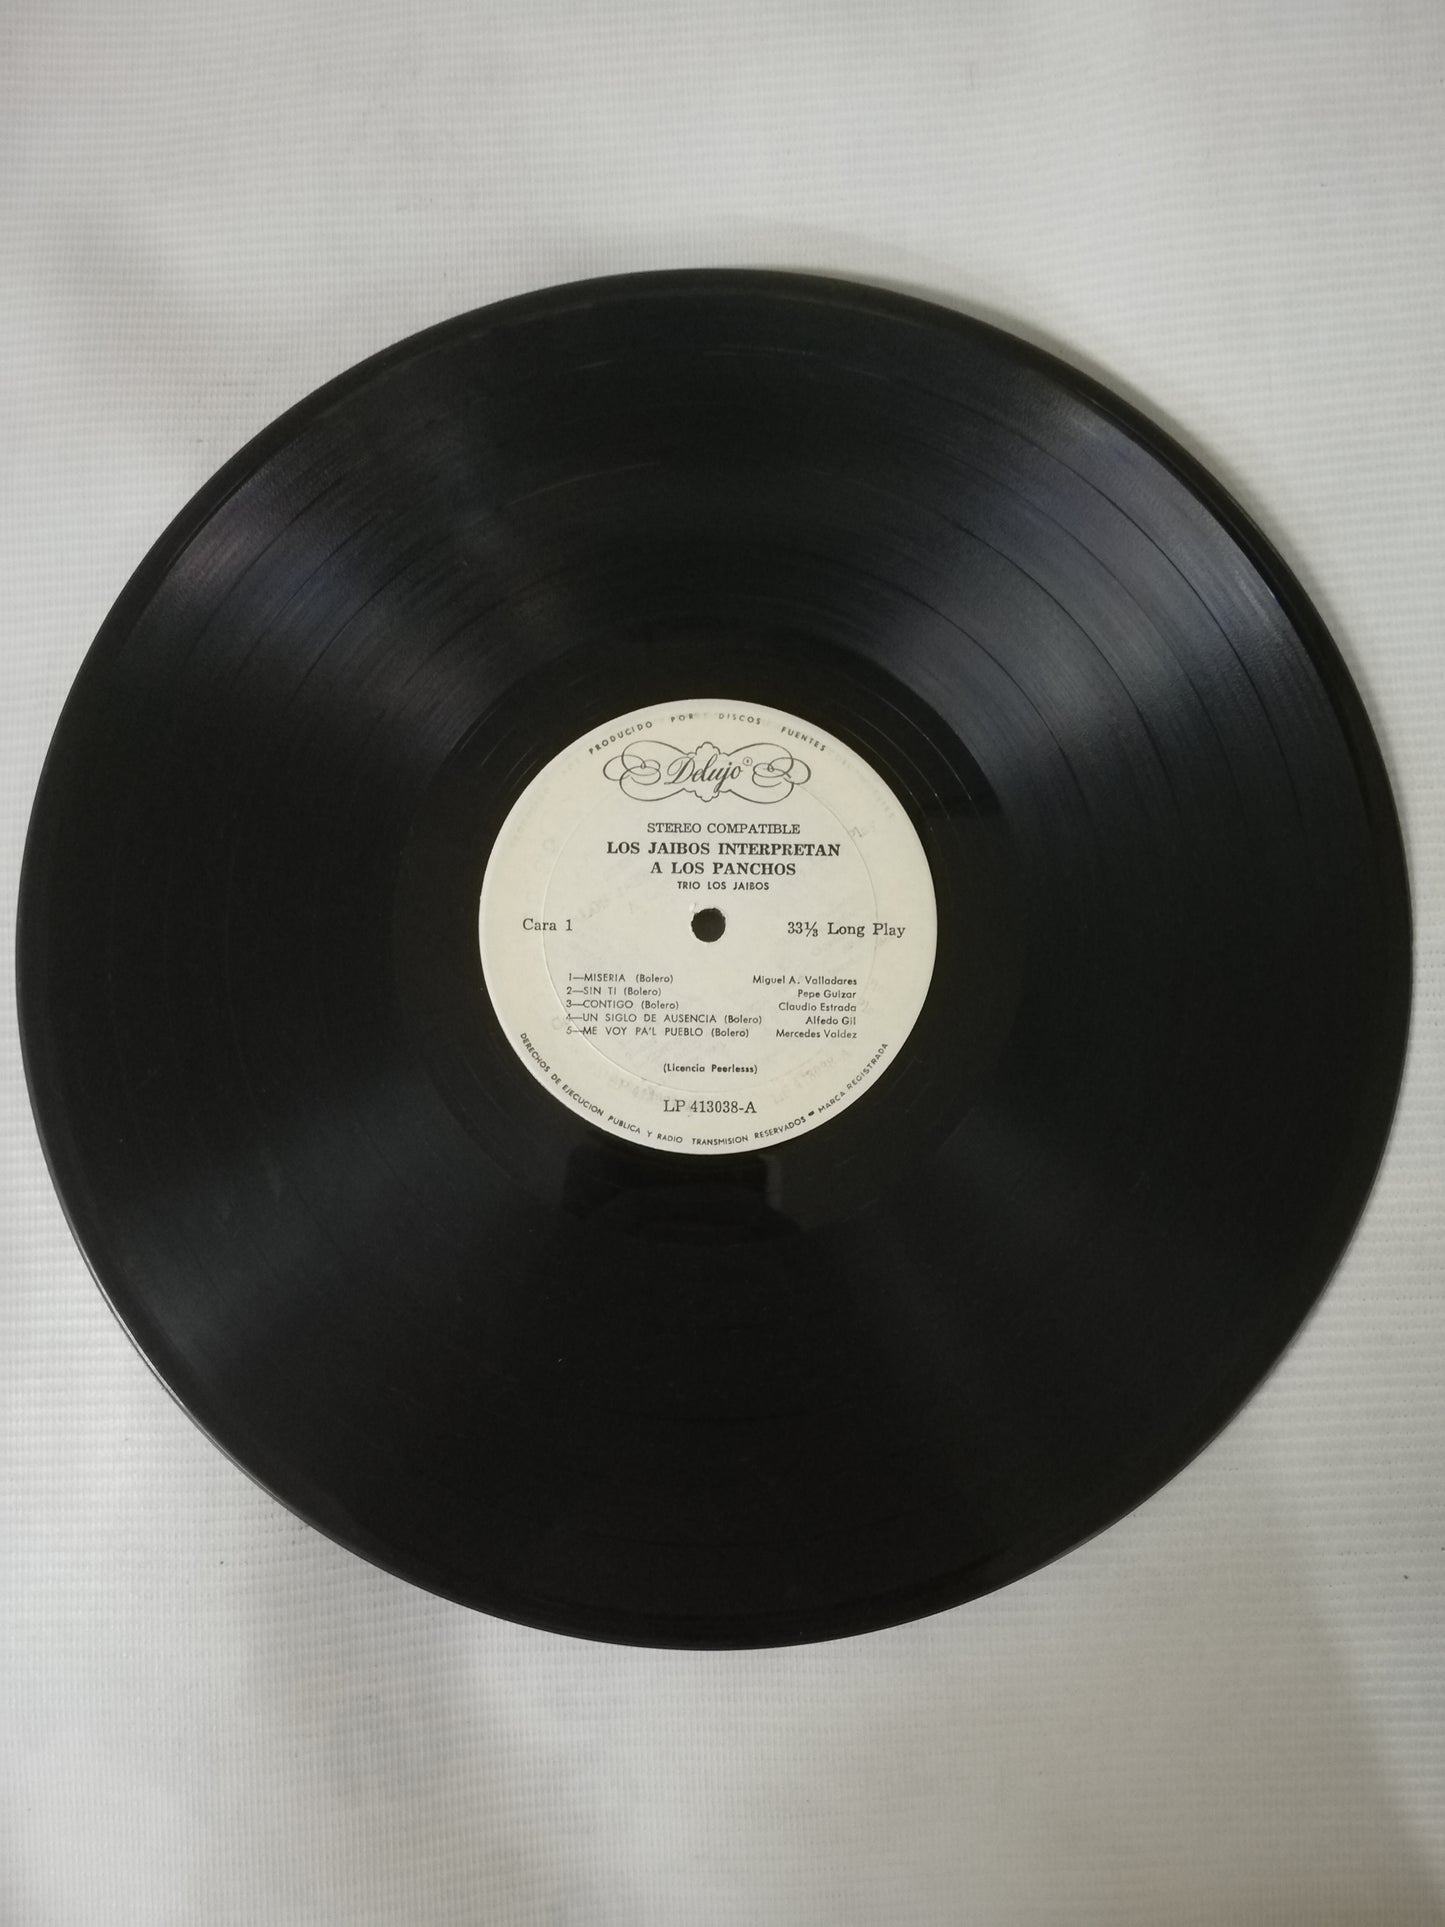 PRODUCIDO POR DISCOS FUENTES
Delujo ®
STEREO COMPATIBLE
LOS JAIBOS INTERPRETAN
A LOS PANCHOS
TRIO LOS JAIBOS
Cara 1 33⅓ Long Play
1—MISERIA (Bolero) Miguel A. Valladares
2—SIN TI (Bolero) Pepe Guizar
3—CONTIGO (Bolero) Claudio Estrada
4—UN SIGLO DE AUSENCIA (Bolero) Alfedo Gil
5—ME VOY PA'L PUEBLO (Bolero) Mercedes Valdez
(Licencia Peerlesss)
LP 413038-A
DERECHOS DE EJECUCION PUBLICA Y RADIO TRANSMISION RESERVADOS - MARCA REGISTRADA